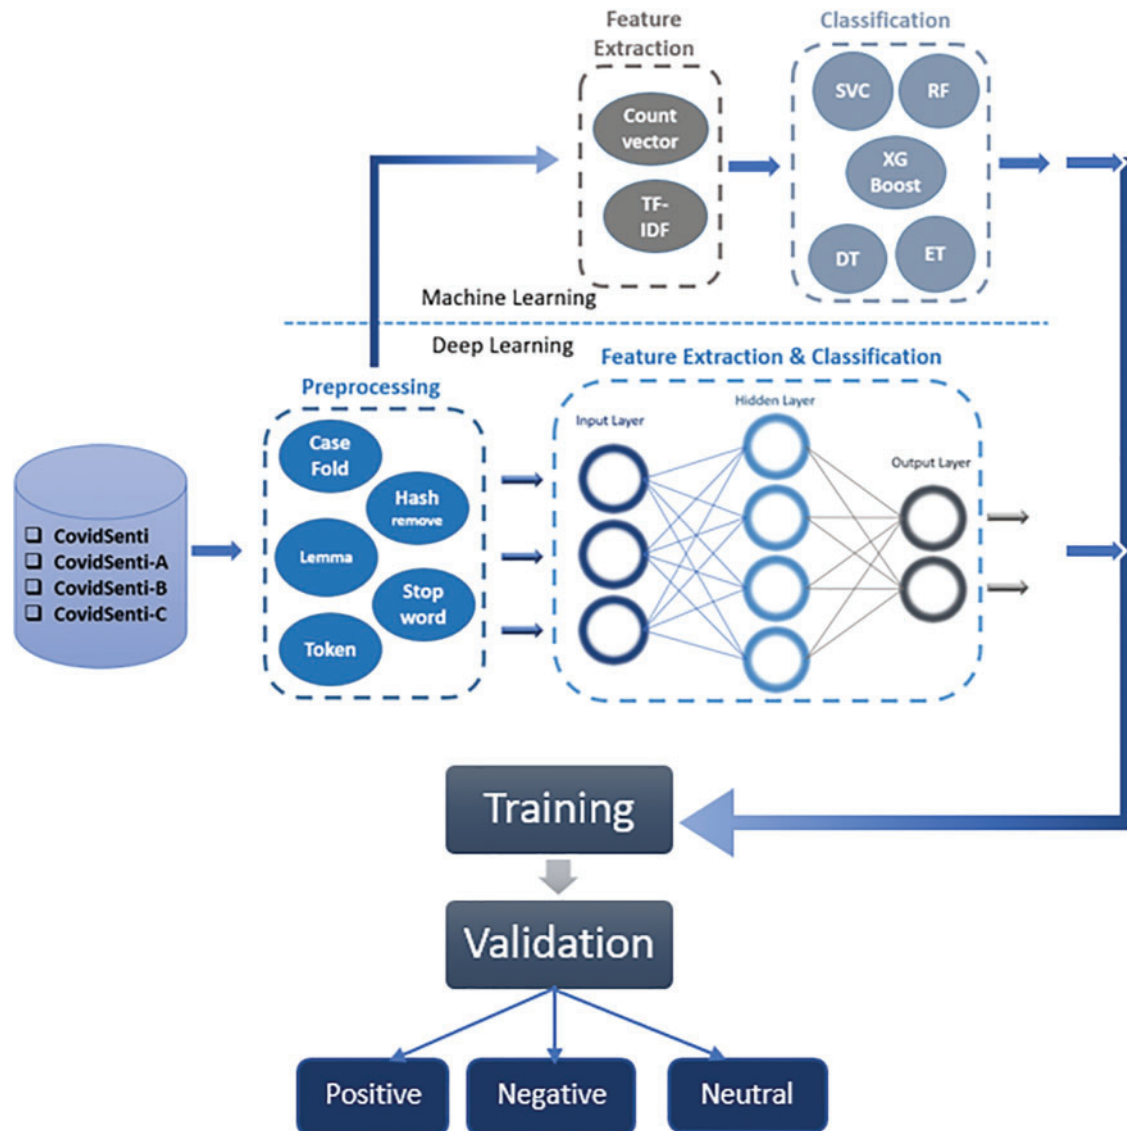 Feature
Extraction
Classification
Count
vector
TF-
IDF
SVC
RF
XG
Boost
DT
ET
Machine Learning
Deep Learning
Preprocessing
Feature Extraction & Classification
Case
Fold
Hash
remove
Lemma
Stop
word
Token
Input Layer
Hidden Layer
Output Layer
CovidSenti
CovidSenti-A
CovidSenti-B
CovidSenti-C
Training
Validation
Positive
Negative
Neutral